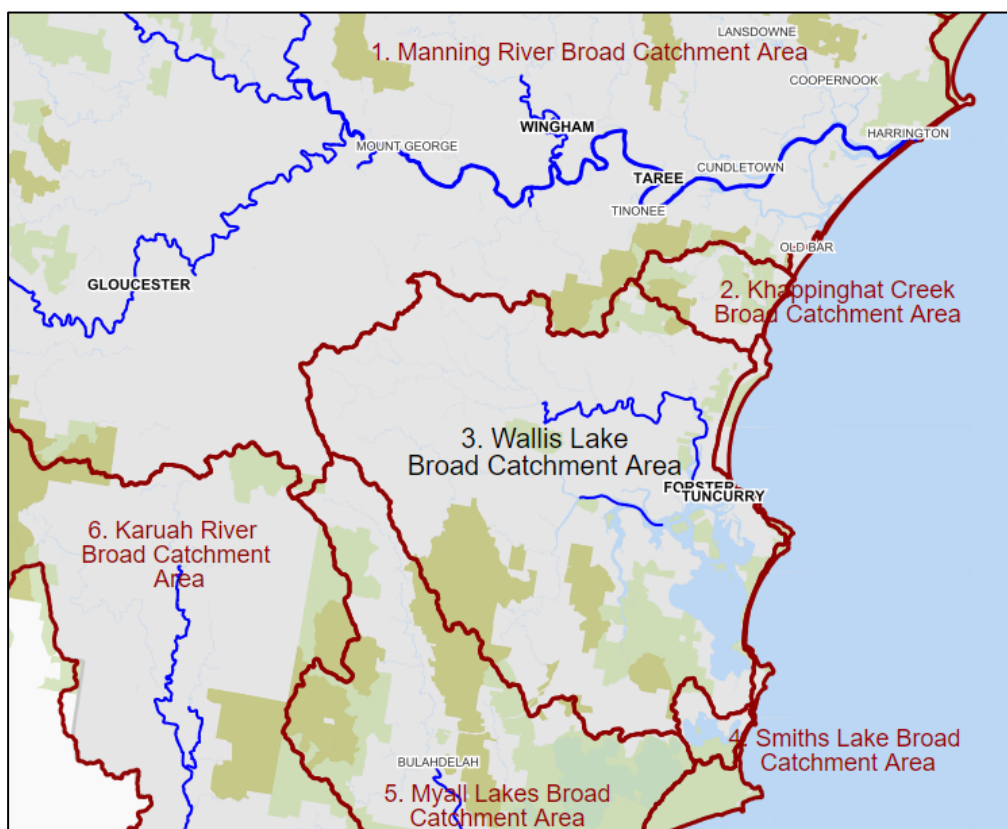 LANSDOWNE
1. Manning River Broad Catchment Area
COOPERNOOK
WINGHAM
HARRINGTON
MOUNT GEORGE
CUNDLETOWN
TAREE
TINONEE
OLD BAR
GLOUCESTER
2. Khappinghat Creek
Broad Catchment Area
3. Wallis Lake
Broad Catchment Area
FORSTER
TUNCURRY
6. Karuah River
Broad Catchment
Area
4. Smiths Lake Broad
Catchment Area
BULAHDELAH
5. Myall Lakes Broad
Catchment Area